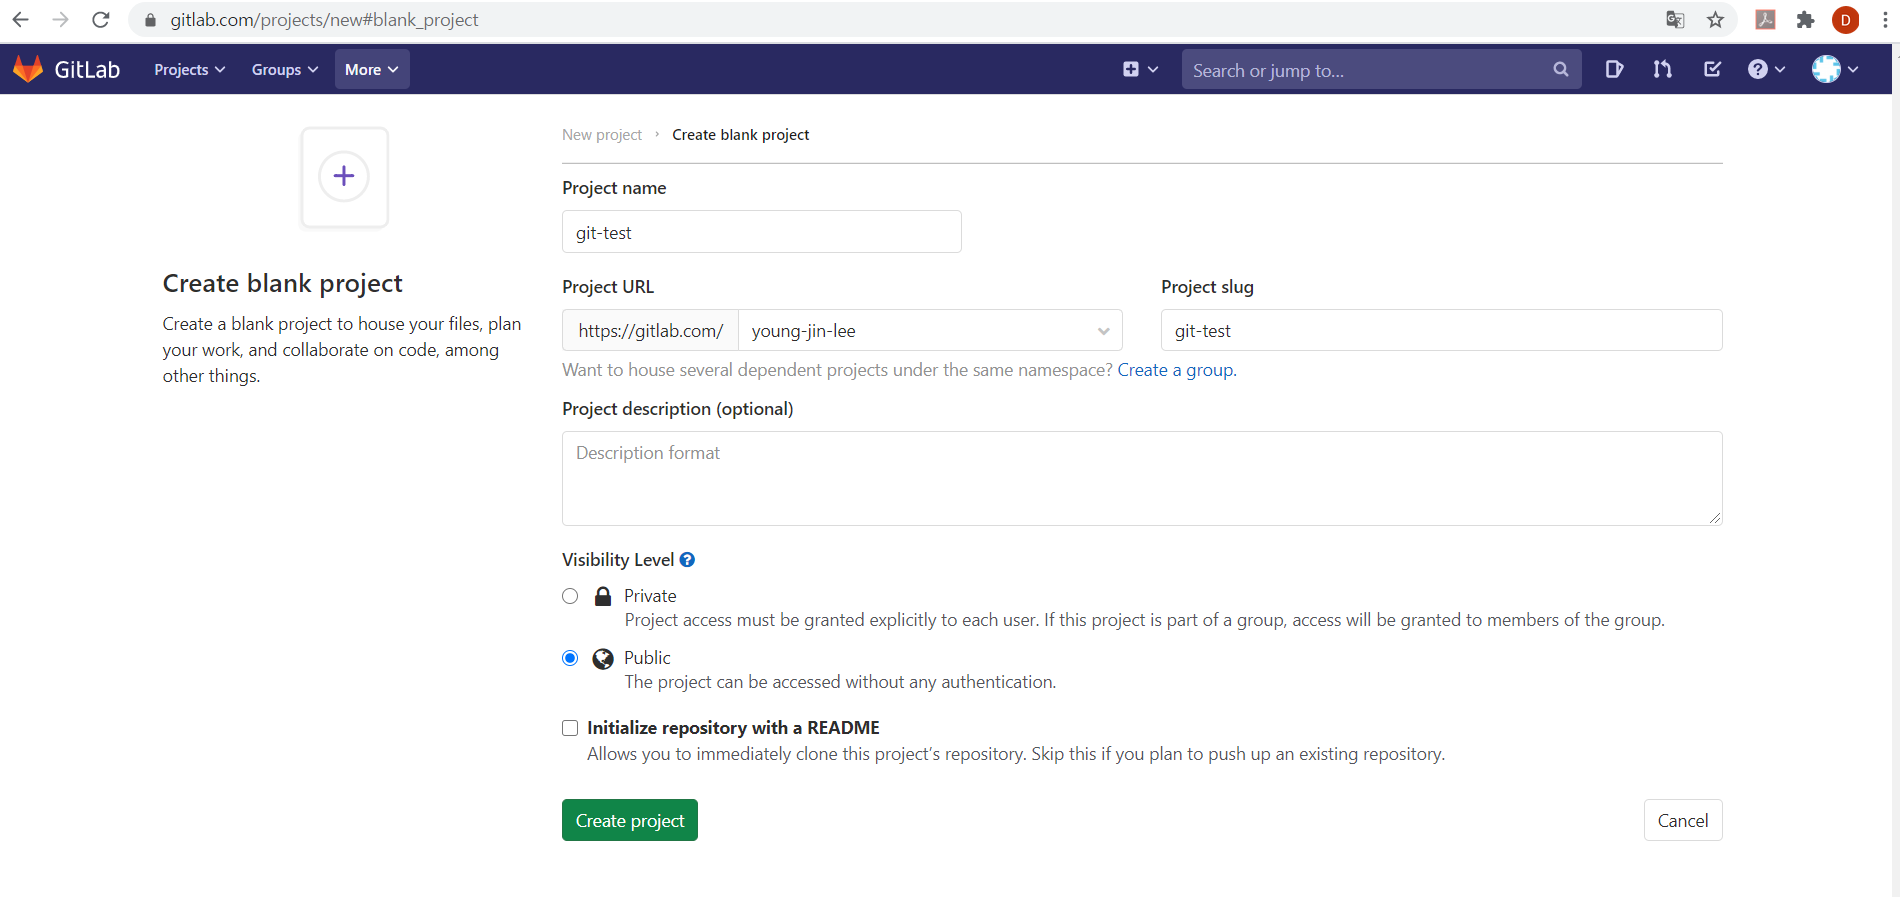 gitlab.com/projects/new#blank_project
D
GitLab Projects Groups More Search or jump to...
New project › Create blank project
Project name
git-test
Create blank project
Create a blank project to house your files, plan
your work, and collaborate on code, among
other things.
Project URL Project slug
https://gitlab.com/ young-jin-lee git-test
Want to house several dependent projects under the same namespace? Create a group.
Project description (optional)
Description format
Visibility Level ?
Private
Project access must be granted explicitly to each user. If this project is part of a group, access will be granted to members of the group.
Public
The project can be accessed without any authentication.
Initialize repository with a README
Allows you to immediately clone this project’s repository. Skip this if you plan to push up an existing repository.
Create project Cancel